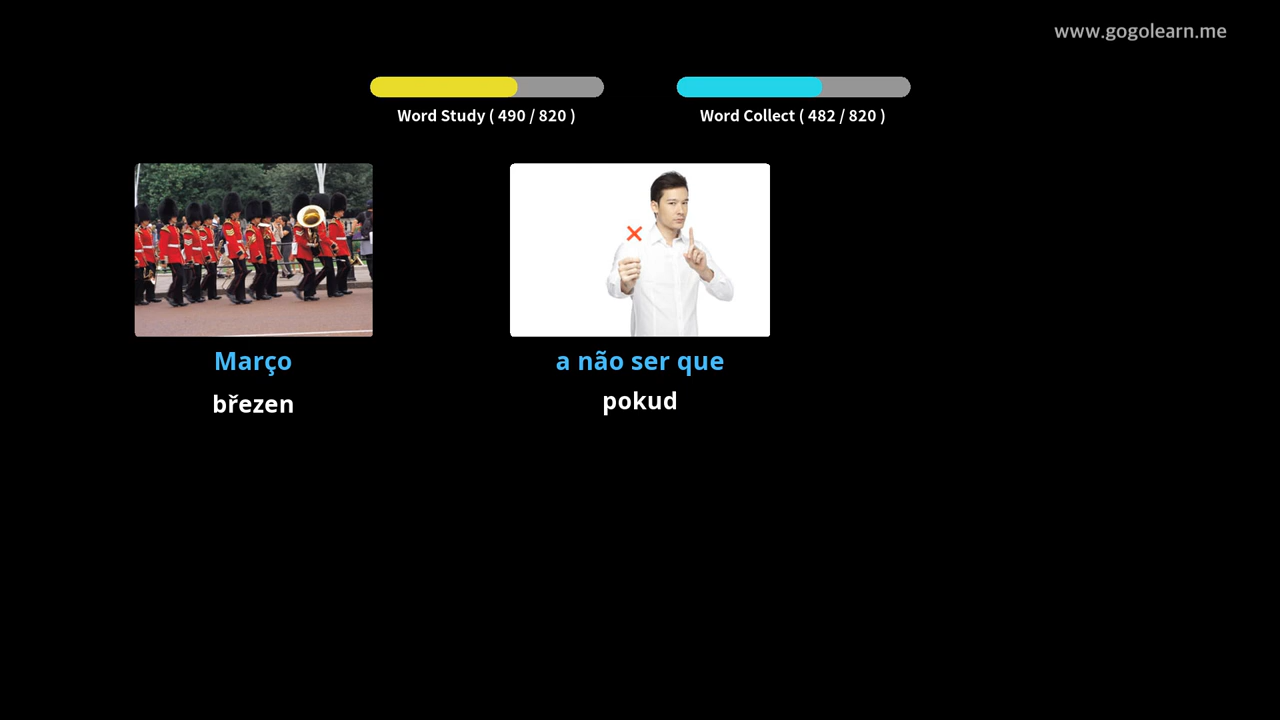 www.gogolearn.me
Word Study ( 490 / 820 )
Word Collect ( 482 / 820 )
Março
březen
a não ser que
pokud